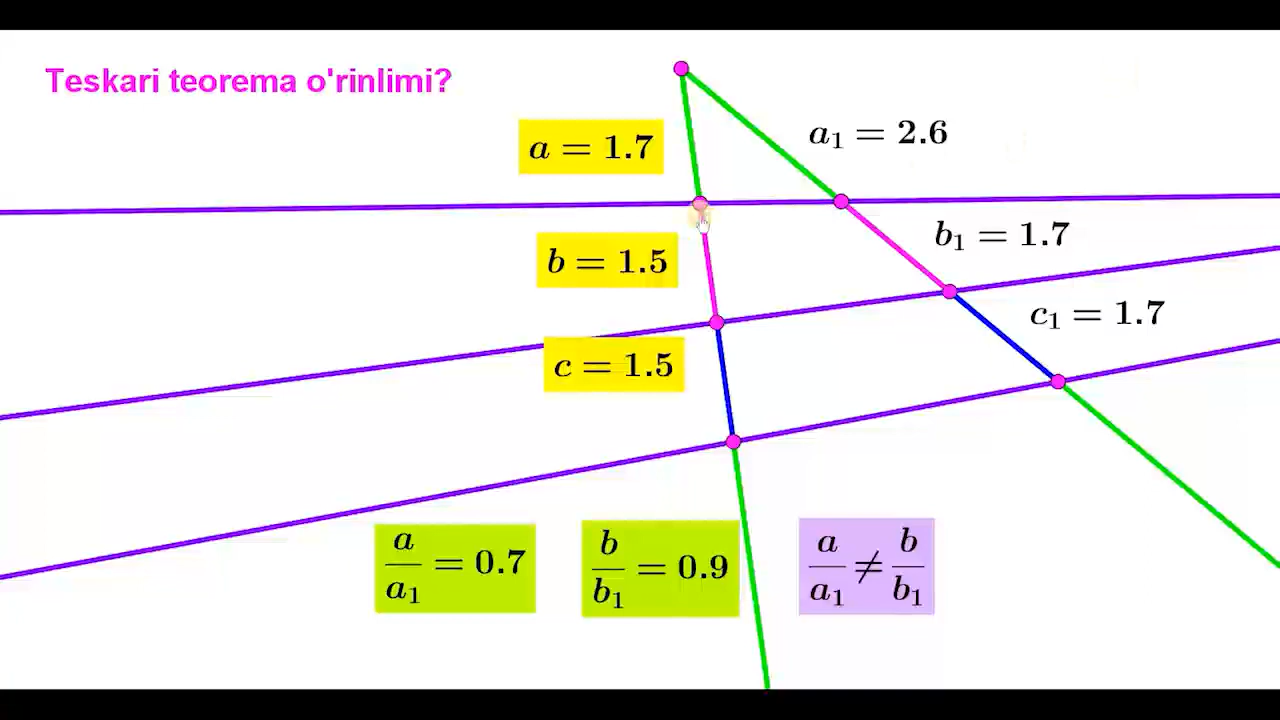 Teskari teorema o'rinlimi?
a = 1.7
a₁ = 2.6
b = 1.5
b₁ = 1.7
c = 1.5
c₁ = 1.7
a/a₁ = 0.7
b/b₁ = 0.9
a/a₁ ≠ b/b₁